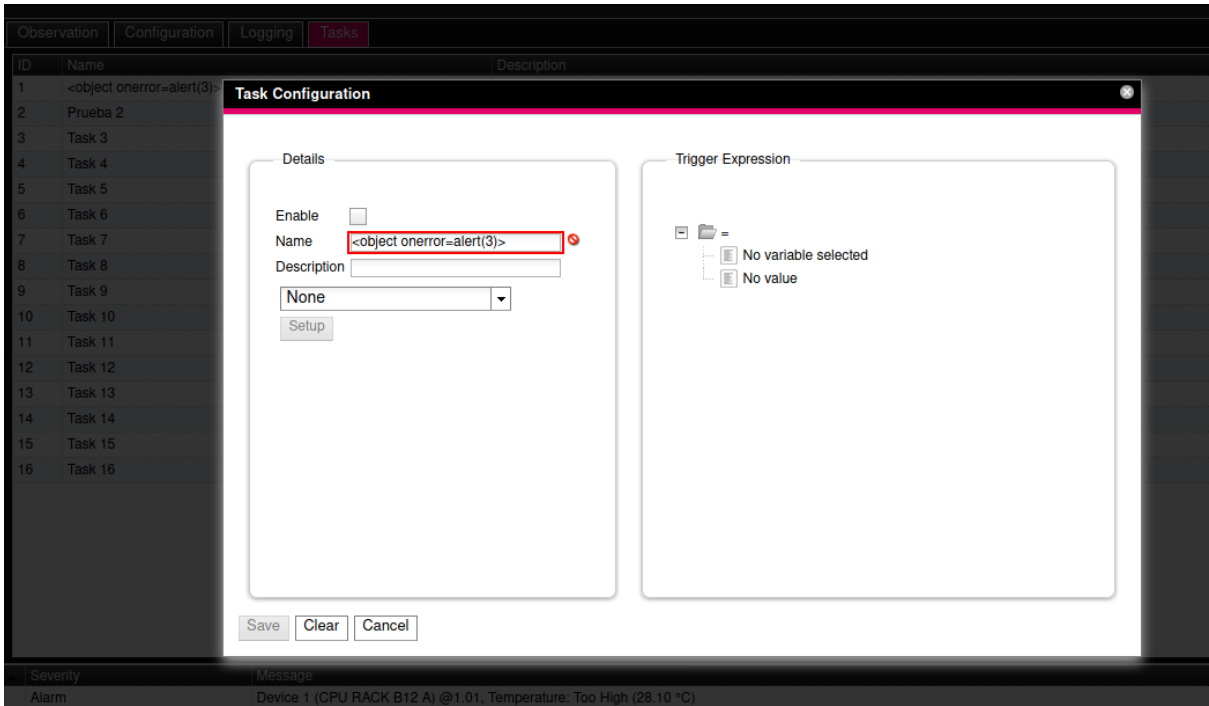 Observation Configuration Logging Tasks
ID Name Description
1 <object onerror=alert(3)>
2 Prueba 2
3 Task 3
4 Task 4
5 Task 5
6 Task 6
7 Task 7
8 Task 8
9 Task 9
10 Task 10
11 Task 11
12 Task 12
13 Task 13
14 Task 14
15 Task 15
16 Task 16
Task Configuration
Details
Enable
Name <object onerror=alert(3)>
Description
None
Setup
Trigger Expression
=
No variable selected
No value
Save Clear Cancel
Severity Message
Alarm Device 1 (CPU RACK B12 A) @1.01, Temperature: Too High (28.10 °C)